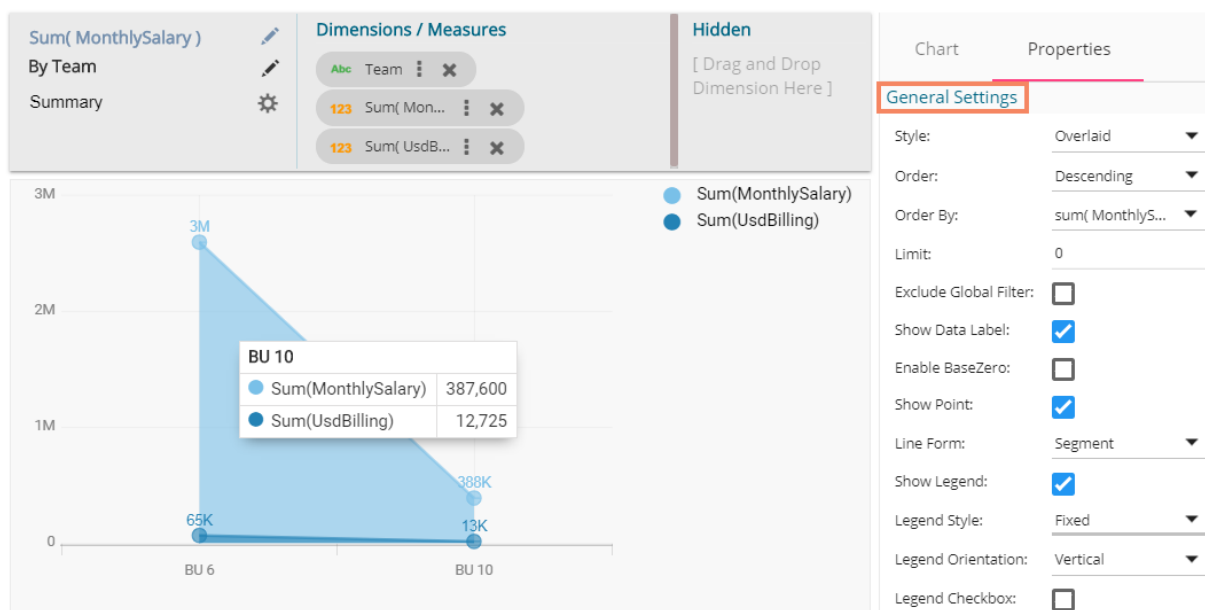 Sum( MonthlySalary )
By Team
Summary
Dimensions / Measures
Abc Team
123 Sum( Mon...
123 Sum( UsdB...
Hidden
[ Drag and Drop
Dimension Here ]
3M
2M
1M
0
3M
388K
65K
13K
BU 6
BU 10
BU 10
Sum(MonthlySalary) 387,600
Sum(UsdBilling) 12,725
Sum(MonthlySalary)
Sum(UsdBilling)
Chart Properties
General Settings
Style: Overlaid
Order: Descending
Order By: sum( MonthlyS...
Limit: 0
Exclude Global Filter:
Show Data Label:
Enable BaseZero:
Show Point:
Line Form: Segment
Show Legend:
Legend Style: Fixed
Legend Orientation: Vertical
Legend Checkbox: